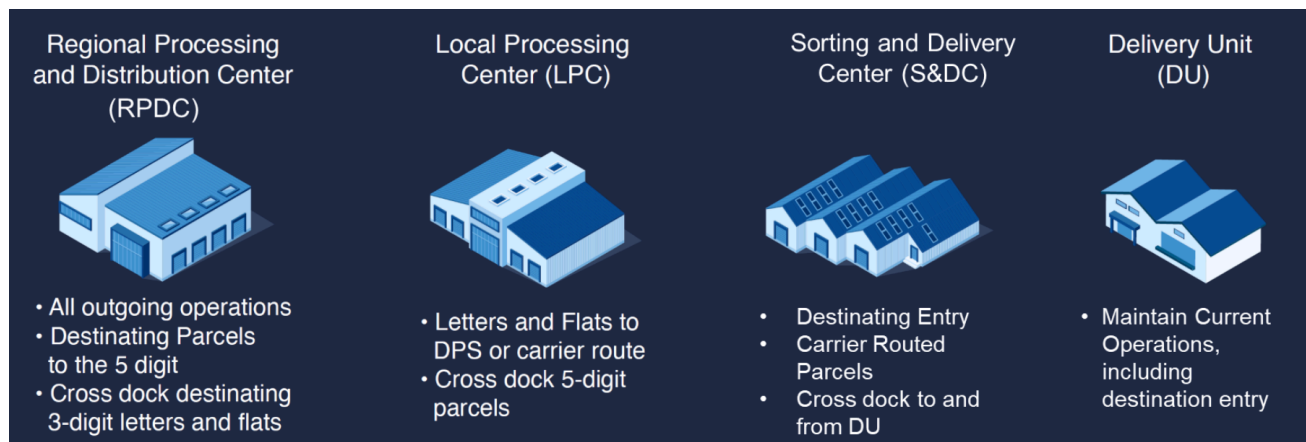 Regional Processing
and Distribution Center
(RPDC)
• All outgoing operations
• Destinating Parcels
to the 5 digit
• Cross dock destinating
3-digit letters and flats
Local Processing
Center (LPC)
• Letters and Flats to
DPS or carrier route
• Cross dock 5-digit
parcels
Sorting and Delivery
Center (S&DC)
• Destinating Entry
• Carrier Routed
Parcels
• Cross dock to and
from DU
Delivery Unit
(DU)
• Maintain Current
Operations,
including
destination entry